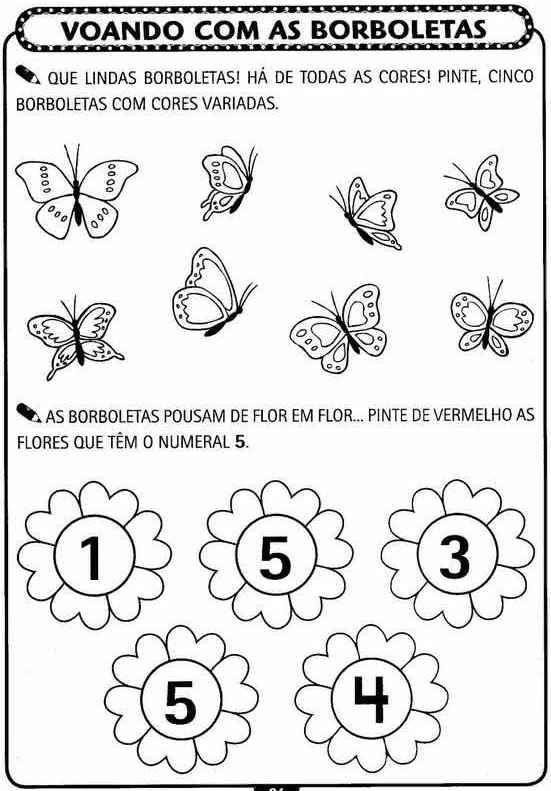 VOANDO COM AS BORBOLETAS
QUE LINDAS BORBOLETAS! HÁ DE TODAS AS CORES! PINTE, CINCO
BORBOLETAS COM CORES VARIADAS.
AS BORBOLETAS POUSAM DE FLOR EM FLOR... PINTE DE VERMELHO AS
FLORES QUE TÊM O NUMERAL 5.
1 5 3
5 4